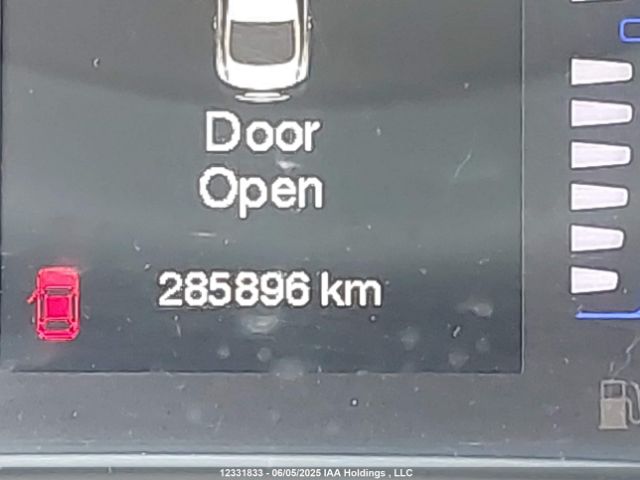 Door
Open
285896 km
12331833 - 06/05/2025 IAA Holdings , LLC